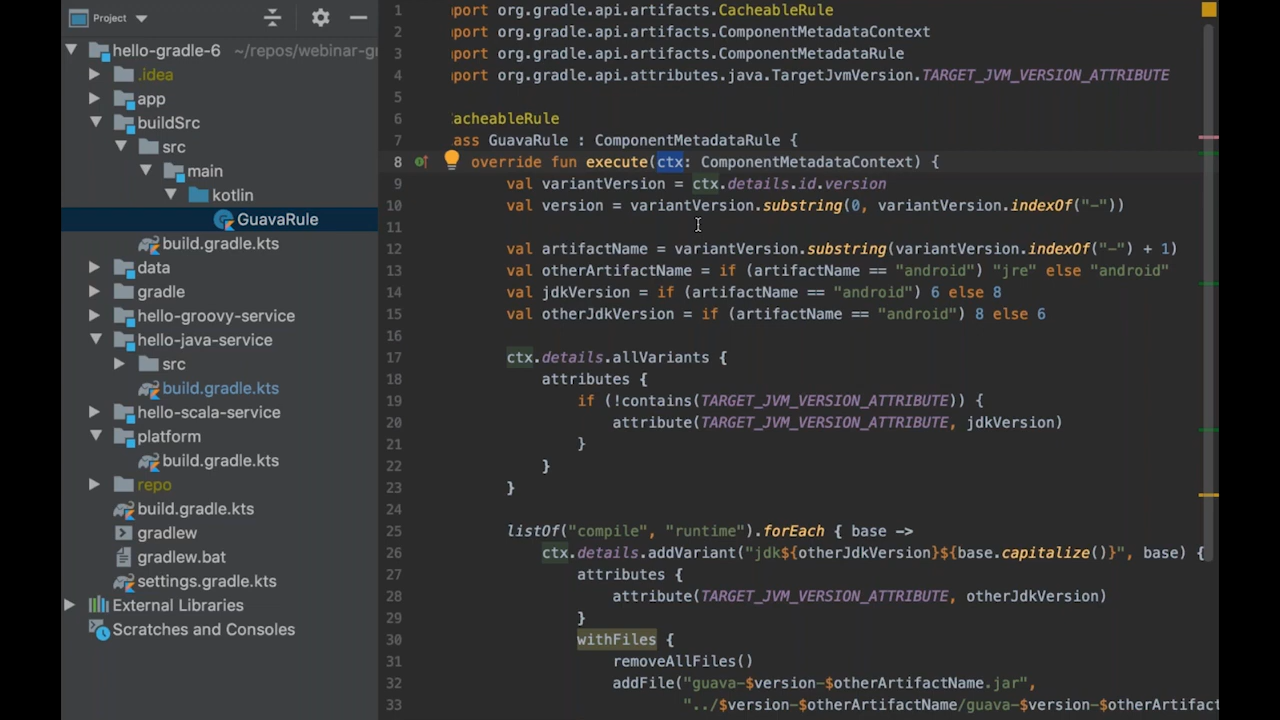 Project
hello-gradle-6 ~/repos/webinar-gr
.idea
app
buildSrc
src
main
kotlin
GuavaRule
build.gradle.kts
data
gradle
hello-groovy-service
hello-java-service
src
build.gradle.kts
hello-scala-service
platform
build.gradle.kts
repo
build.gradle.kts
gradlew
gradlew.bat
settings.gradle.kts
External Libraries
Scratches and Consoles
1 mport org.gradle.api.artifacts.CacheableRule
2 mport org.gradle.api.artifacts.ComponentMetadataContext
3 mport org.gradle.api.artifacts.ComponentMetadataRule
4 mport org.gradle.api.attributes.java.TargetJvmVersion.TARGET_JVM_VERSION_ATTRIBUTE
5
6 acheableRule
7 ass GuavaRule : ComponentMetadataRule {
8 override fun execute(ctx: ComponentMetadataContext) {
9 val variantVersion = ctx.details.id.version
10 val version = variantVersion.substring(0, variantVersion.indexOf("-"))
11
12 val artifactName = variantVersion.substring(variantVersion.indexOf("-") + 1)
13 val otherArtifactName = if (artifactName == "android") "jre" else "android"
14 val jdkVersion = if (artifactName == "android") 6 else 8
15 val otherJdkVersion = if (artifactName == "android") 8 else 6
16
17 ctx.details.allVariants {
18 attributes {
19 if (!contains(TARGET_JVM_VERSION_ATTRIBUTE)) {
20 attribute(TARGET_JVM_VERSION_ATTRIBUTE, jdkVersion)
21 }
22 }
23 }
24
25 listOf("compile", "runtime").forEach { base ->
26 ctx.details.addVariant("jdk${otherJdkVersion}${base.capitalize()}", base) {
27 attributes {
28 attribute(TARGET_JVM_VERSION_ATTRIBUTE, otherJdkVersion)
29 }
30 withFiles {
31 removeAllFiles()
32 addFile("guava-$version-$otherArtifactName.jar",
33 "../$version-$otherArtifactName/guava-$version-$otherArtifact